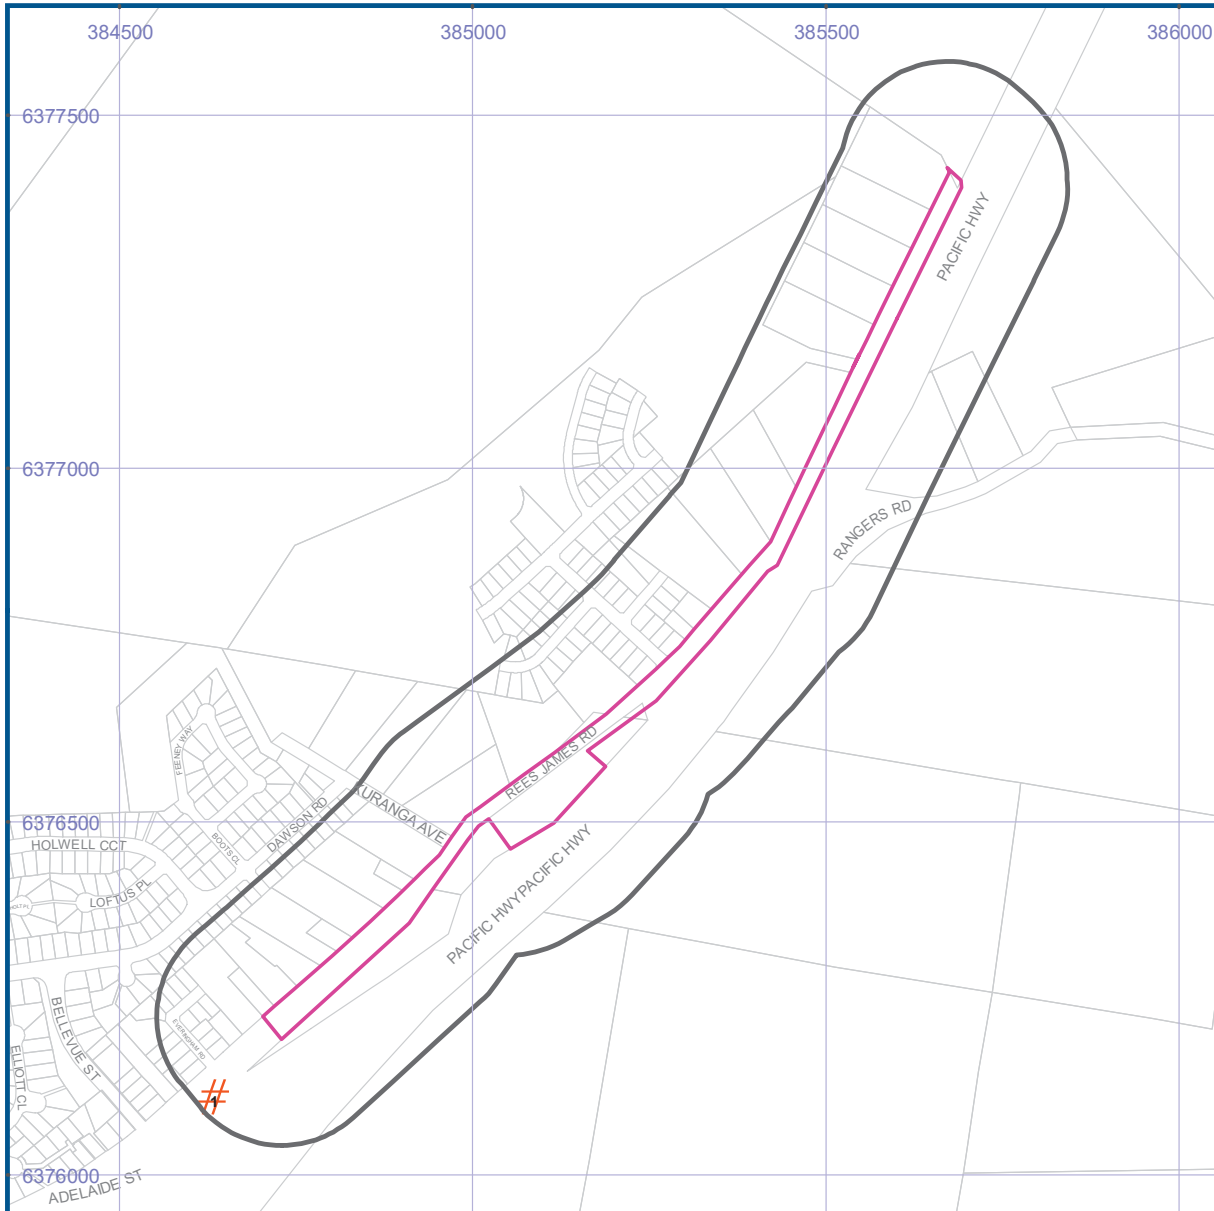 384500
385000
385500
386000
6377500
PACIFIC HWY
6377000
RANGERS RD
FEENEY WAY
REES JAMES RD
KURANGA AVE
6376500
DAWSON RD
HOLWELL CCT
BOOTS CL
PACIFIC HWY
LOFTUS PL
PACIFIC HWY
BELLEVUE ST
EVERINGHAM RD
ELLIOTT CL
#
1
6376000
ADELAIDE ST